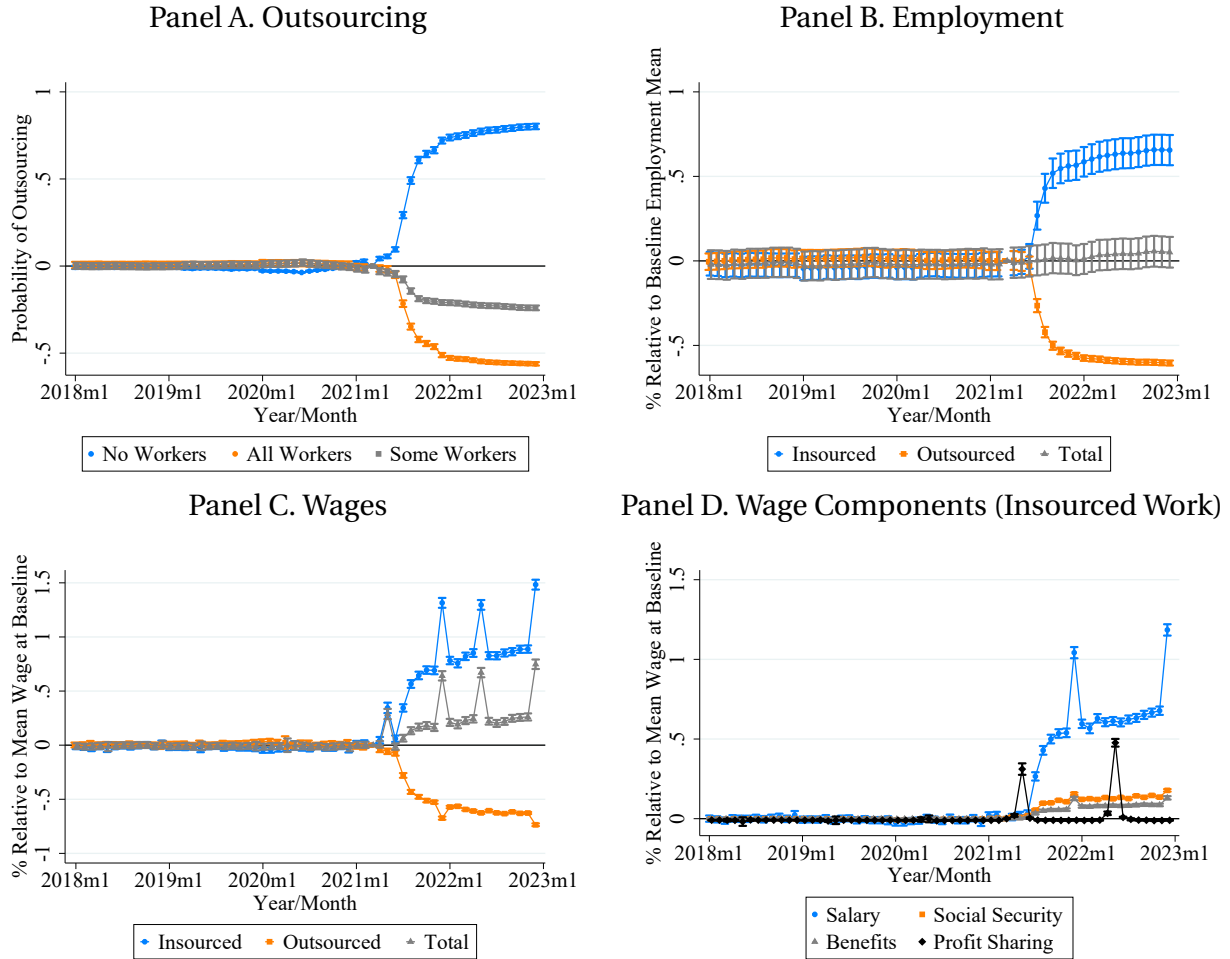 Panel A. Outsourcing
Probability of Outsourcing
1
.5
0
-.5
2018m1 2019m1 2020m1 2021m1 2022m1 2023m1
Year/Month
No Workers All Workers Some Workers
Panel B. Employment
% Relative to Baseline Employment Mean
1
.5
0
-.5
2018m1 2019m1 2020m1 2021m1 2022m1 2023m1
Year/Month
Insourced Outsourced Total
Panel C. Wages
% Relative to Mean Wage at Baseline
1.5
1
.5
0
-.5
-1
2018m1 2019m1 2020m1 2021m1 2022m1 2023m1
Year/Month
Insourced Outsourced Total
Panel D. Wage Components (Insourced Work)
% Relative to Mean Wage at Baseline
1.5
1
.5
0
2018m1 2019m1 2020m1 2021m1 2022m1 2023m1
Year/Month
Salary Social Security
Benefits Profit Sharing